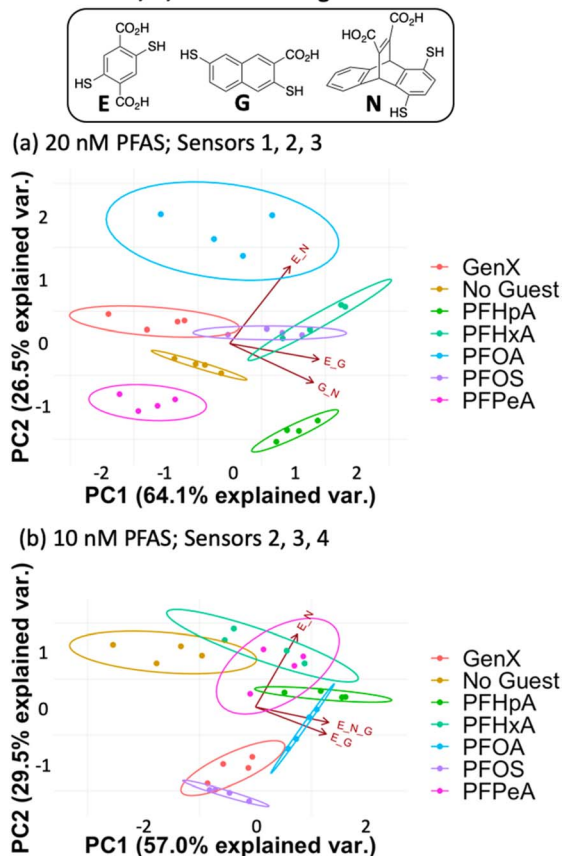 CO₂H
SH
HS
CO₂H
E
HS
CO₂H
SH
G
CO₂H
HO₂C
SH
HS
N
(a) 20 nM PFAS; Sensors 1, 2, 3
PC2 (26.5% explained var.)
2
1
0
-1
E_N
E_G
G_N
-2 -1 0 1 2
PC1 (64.1% explained var.)
GenX
No Guest
PFHpA
PFHxA
PFOA
PFOS
PFPeA
(b) 10 nM PFAS; Sensors 2, 3, 4
PC2 (29.5% explained var.)
1
0
-1
E_N
E_N_G
E_G
-2 0 2
PC1 (57.0% explained var.)
GenX
No Guest
PFHpA
PFHxA
PFOA
PFOS
PFPeA